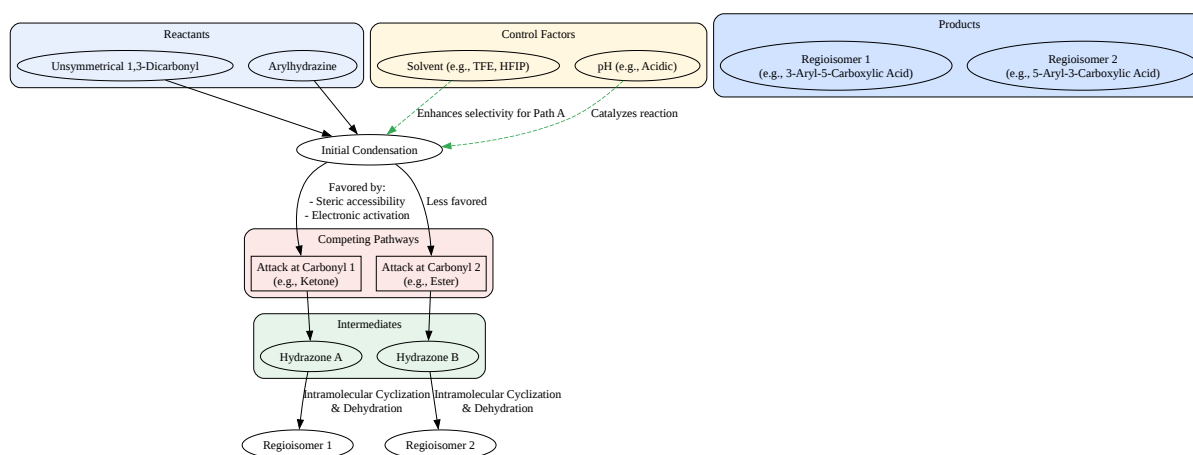 Reactants
Unsymmetrical 1,3-Dicarbonyl
Arylhydrazine
Control Factors
Solvent (e.g., TFE, HFIP)
pH (e.g., Acidic)
Products
Regioisomer 1
(e.g., 3-Aryl-5-Carboxylic Acid)
Regioisomer 2
(e.g., 5-Aryl-3-Carboxylic Acid)
Enhances selectivity for Path A
Catalyzes reaction
Initial Condensation
Favored by:
- Steric accessibility
- Electronic activation
Less favored
Competing Pathways
Attack at Carbonyl 1
(e.g., Ketone)
Attack at Carbonyl 2
(e.g., Ester)
Intermediates
Hydrazone A
Hydrazone B
Intramolecular Cyclization
& Dehydration
Intramolecular Cyclization
& Dehydration
Regioisomer 1
Regioisomer 2